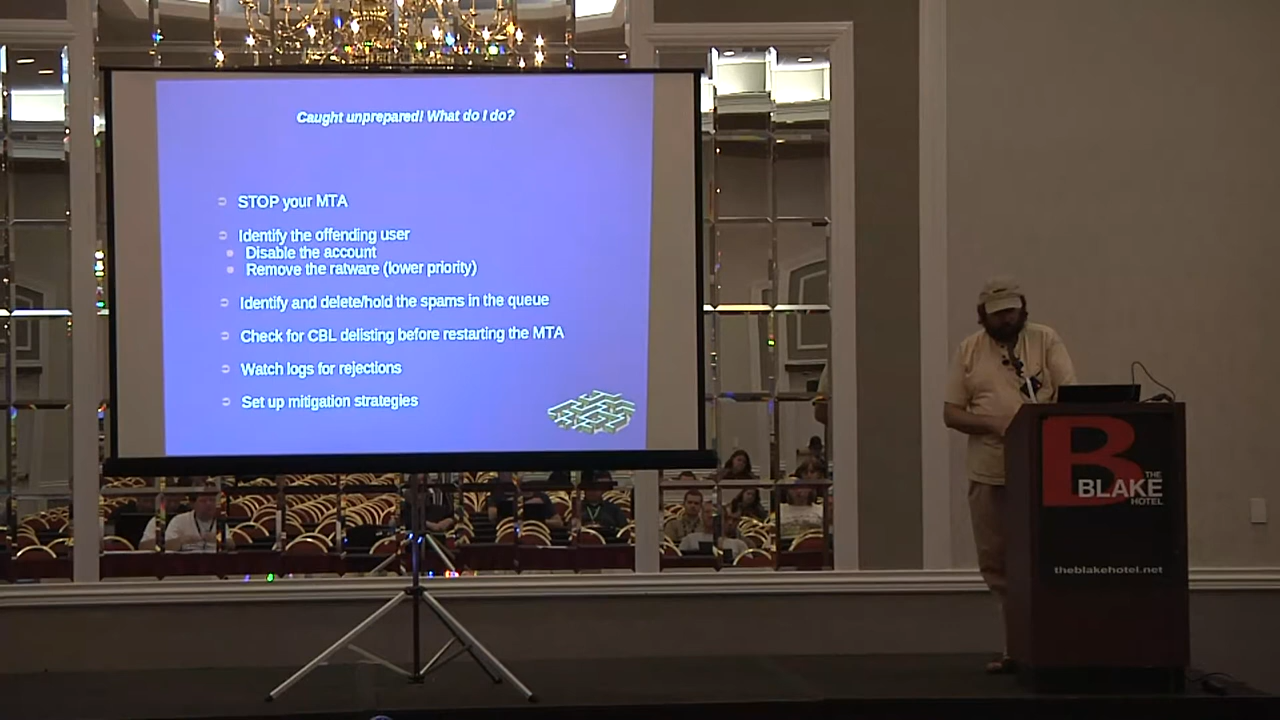 Caught unprepared! What do I do?
STOP your MTA
Identify the offending user
Disable the account
Remove the ratware (lower priority)
Identify and delete/hold the spams in the queue
Check for CBL delisting before restarting the MTA
Watch logs for rejections
Set up mitigation strategies
B
THE
BLAKE
HOTEL
theblakehotel.net